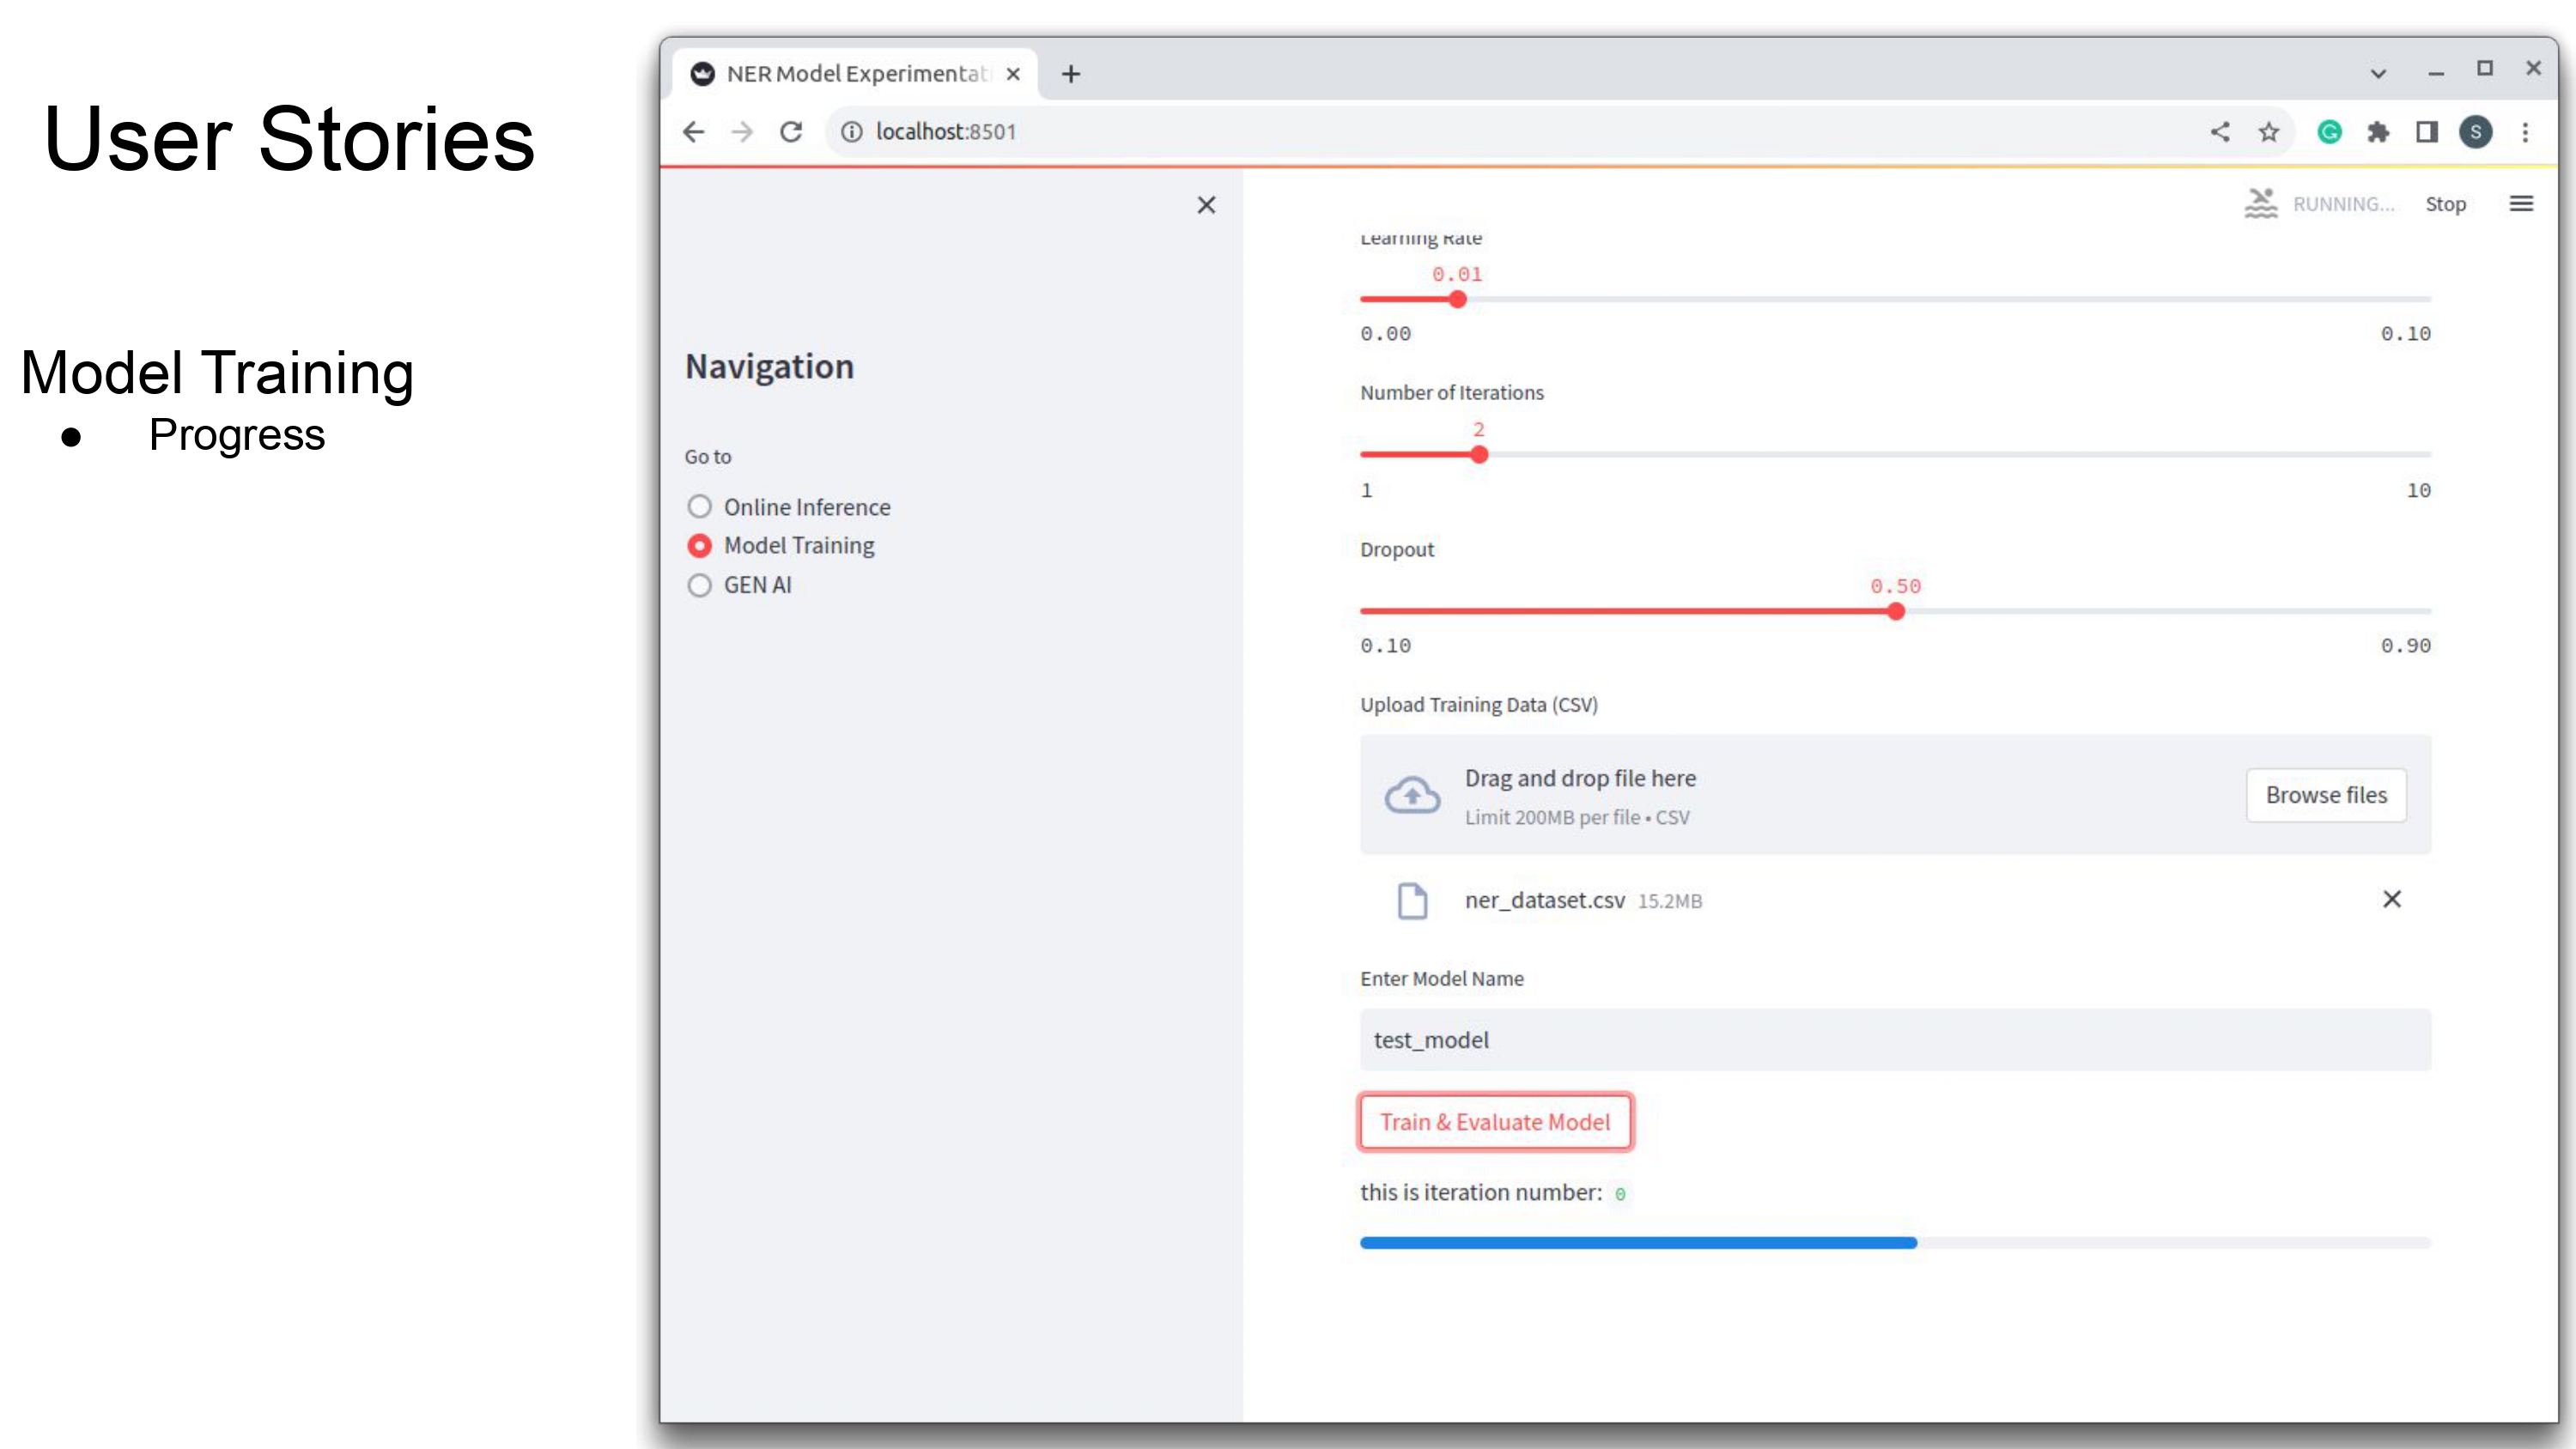 User Stories
Model Training
● Progress
NER Model Experimentati
localhost:8501
S
RUNNING... Stop
Navigation
Go to
Online Inference
Model Training
GEN AI
Learning Rate
0.01
0.00 0.10
Number of Iterations
2
1 10
Dropout
0.50
0.10 0.90
Upload Training Data (CSV)
Drag and drop file here
Limit 200MB per file • CSV
Browse files
ner_dataset.csv 15.2MB
Enter Model Name
test_model
Train & Evaluate Model
this is iteration number: 0